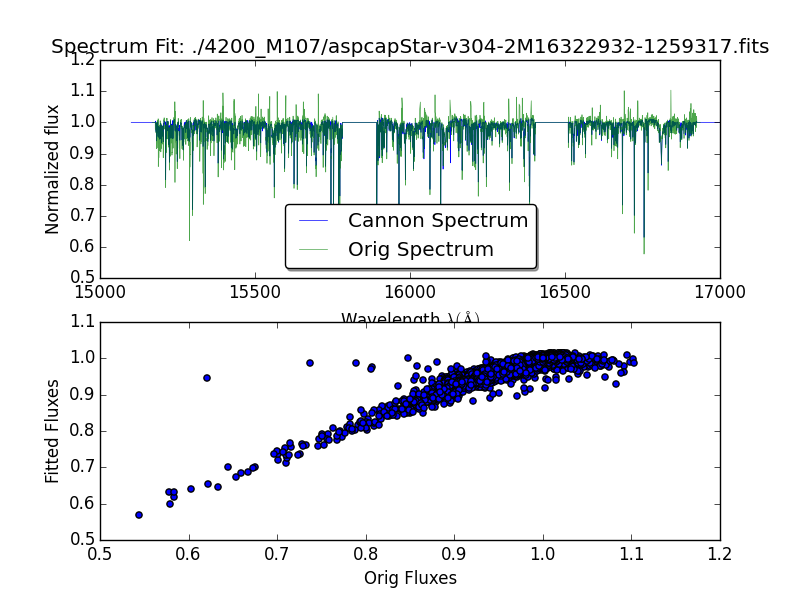 Spectrum Fit: ./4200_M107/aspcapStar-v304-2M16322932-1259317.fits
1.2
1.1
1.0
0.9
0.8
0.7
0.6
0.5
Normalized flux
Cannon Spectrum
Orig Spectrum
15000 15500 16000 16500 17000
Wavelength λ(Å)
1.1
1.0
0.9
0.8
0.7
0.6
0.5
Fitted Fluxes
0.5 0.6 0.7 0.8 0.9 1.0 1.1 1.2
Orig Fluxes